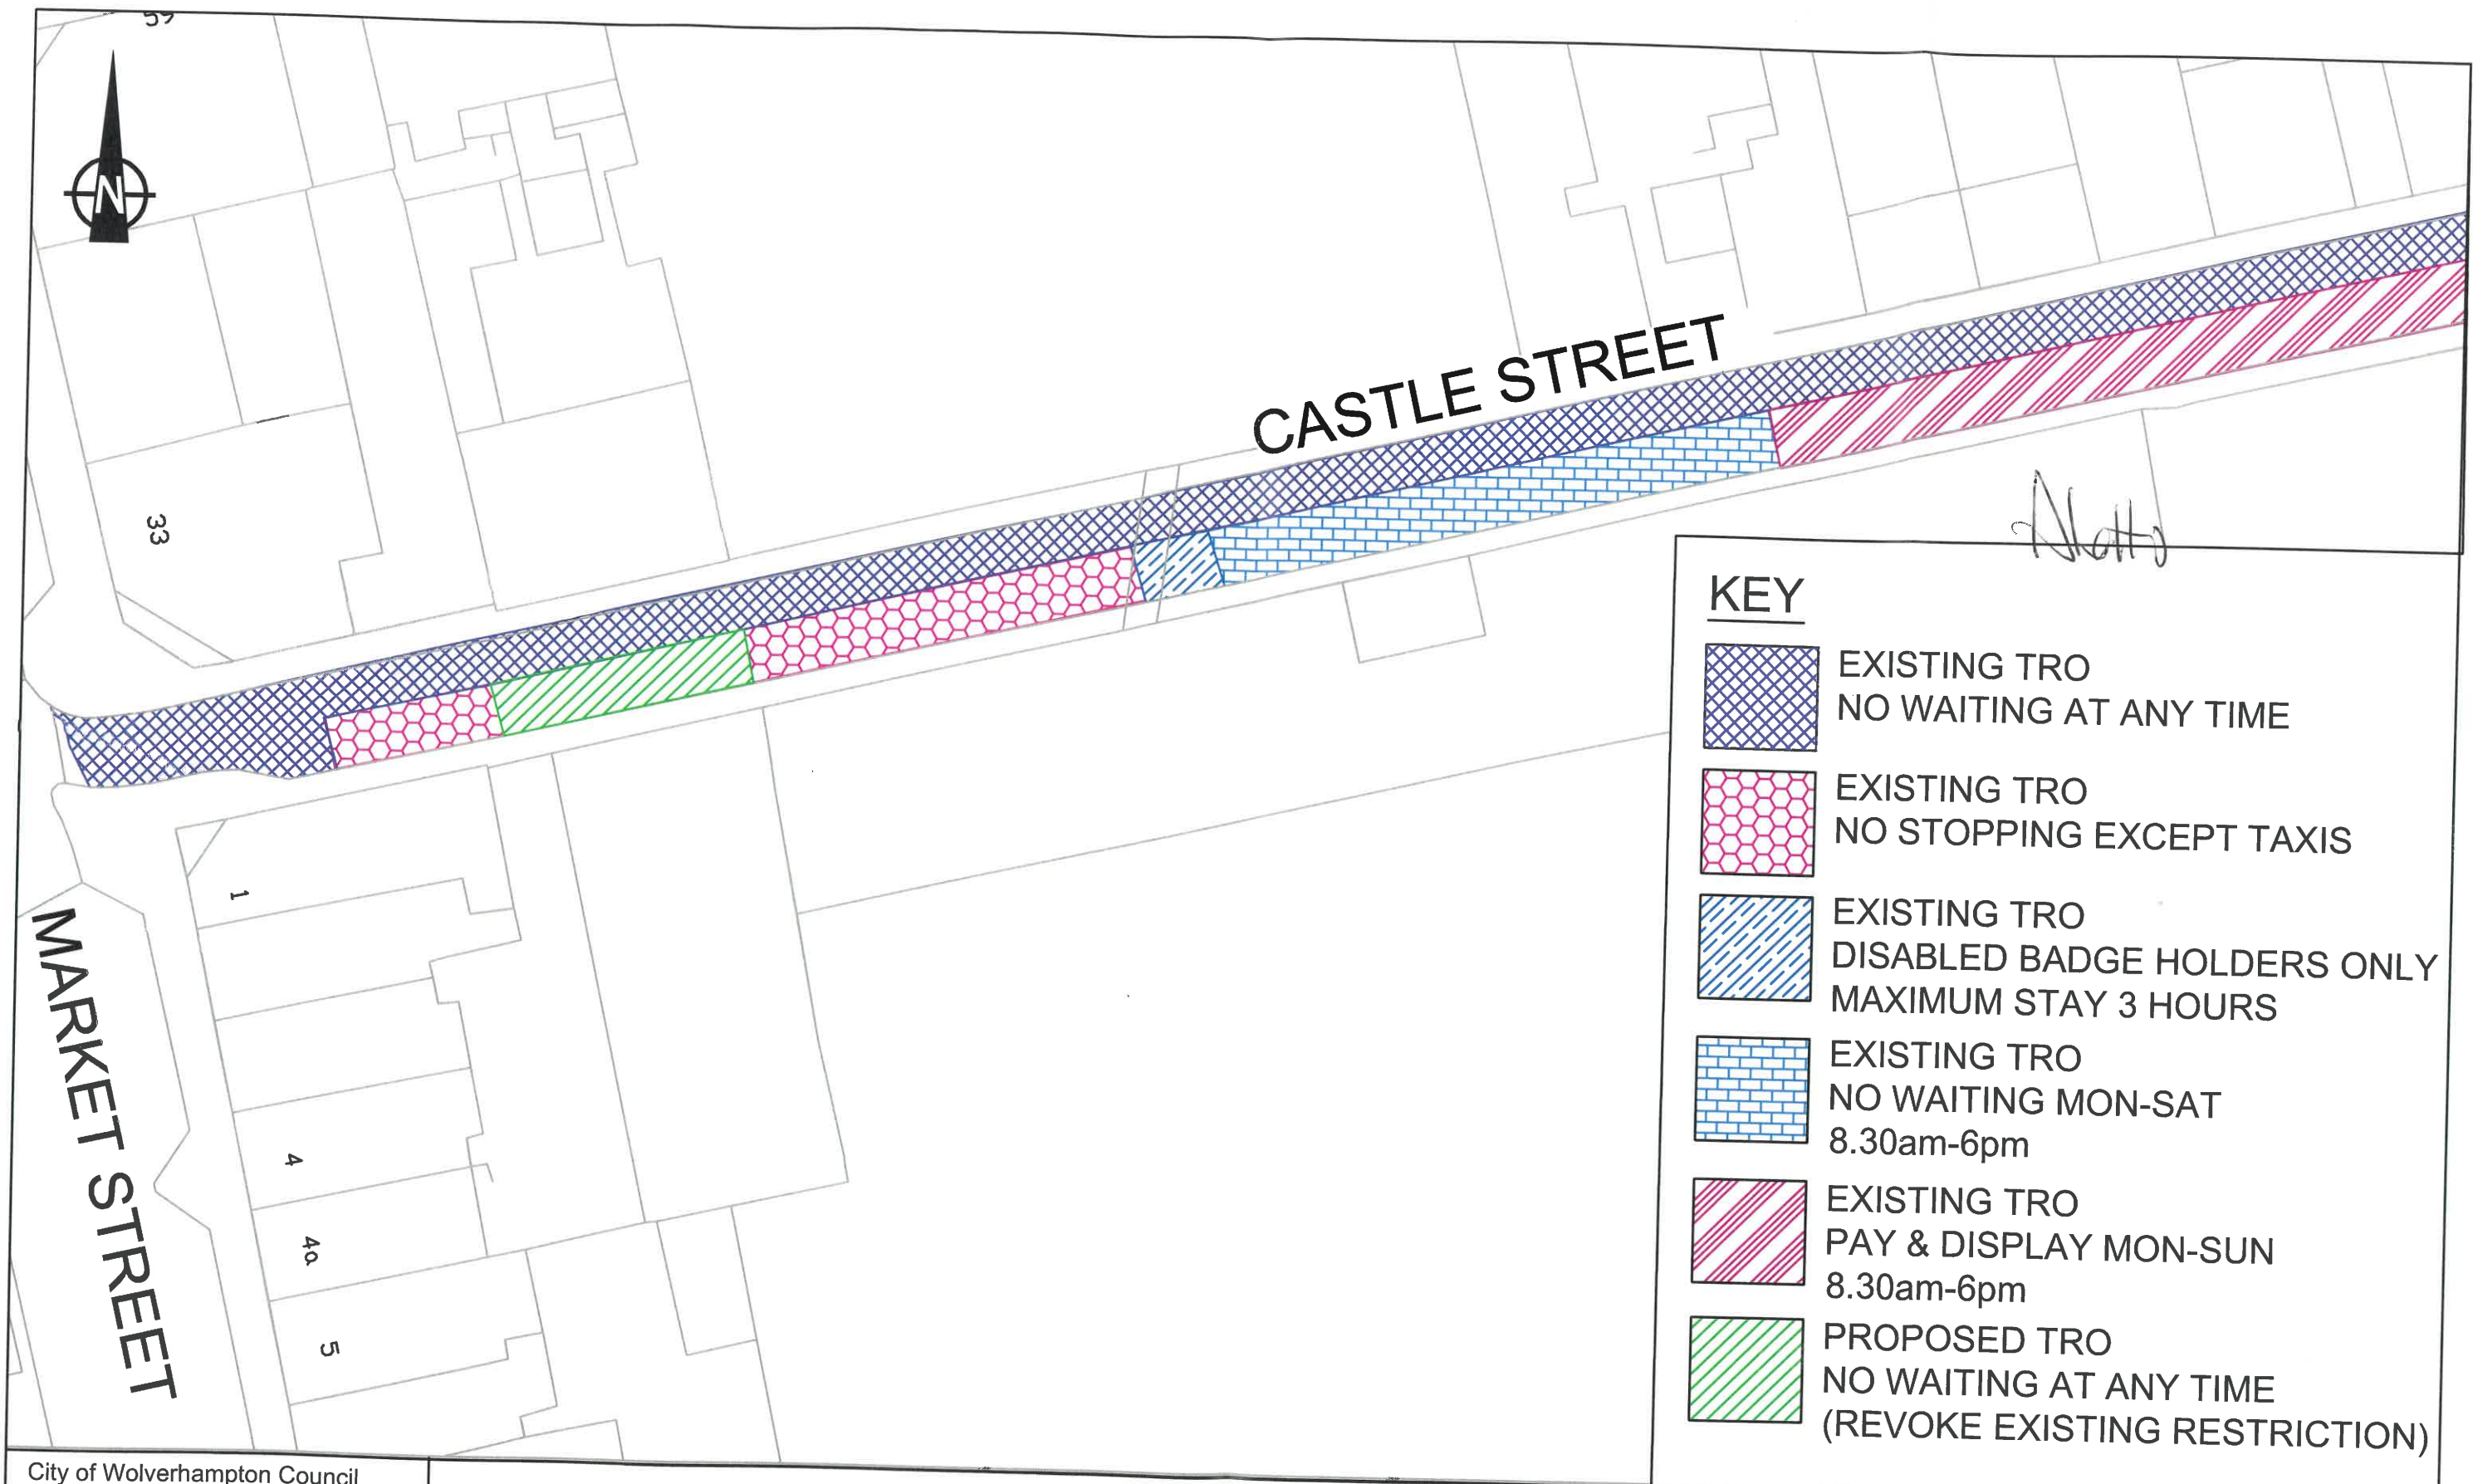 N
33
CASTLE STREET
1
4
4a
5
MARKET STREET
KEY
EXISTING TRO
NO WAITING AT ANY TIME
EXISTING TRO
NO STOPPING EXCEPT TAXIS
EXISTING TRO
DISABLED BADGE HOLDERS ONLY
MAXIMUM STAY 3 HOURS
EXISTING TRO
NO WAITING MON-SAT
8.30am-6pm
EXISTING TRO
PAY & DISPLAY MON-SUN
8.30am-6pm
PROPOSED TRO
NO WAITING AT ANY TIME
(REVOKE EXISTING RESTRICTION)
City of Wolverhampton Council